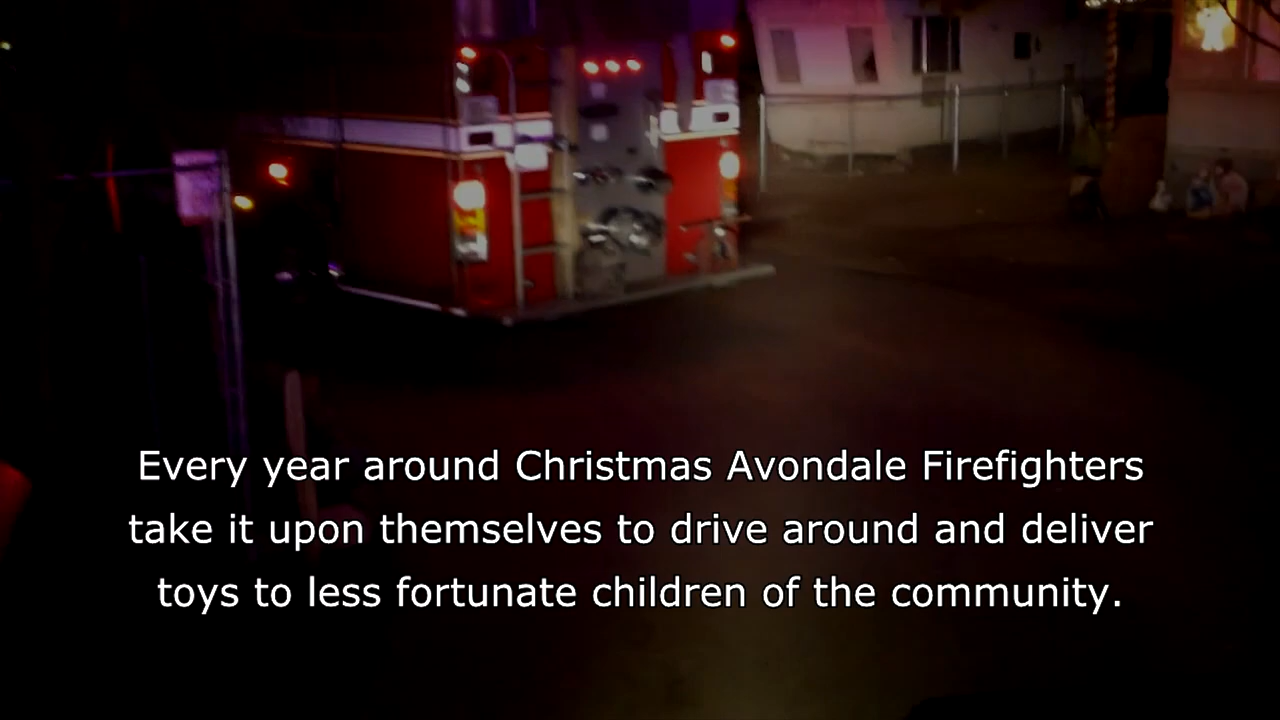 Every year around Christmas Avondale Firefighters
take it upon themselves to drive around and deliver
toys to less fortunate children of the community.